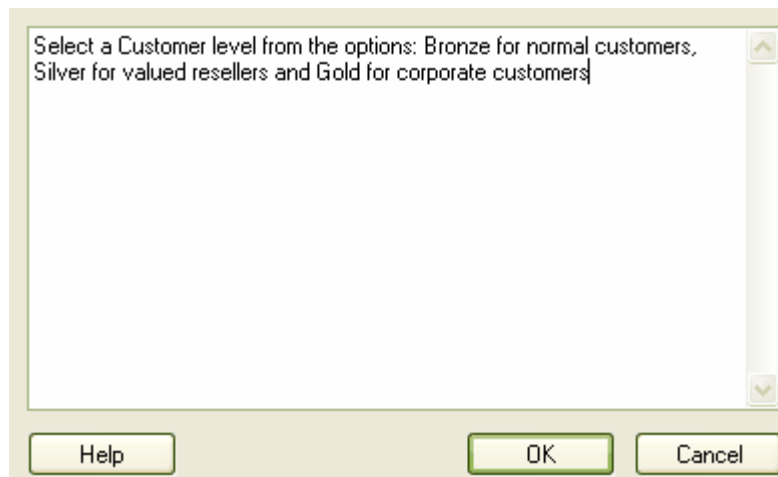 Select a Customer level from the options: Bronze for normal customers,
Silver for valued resellers and Gold for corporate customers
Help OK Cancel